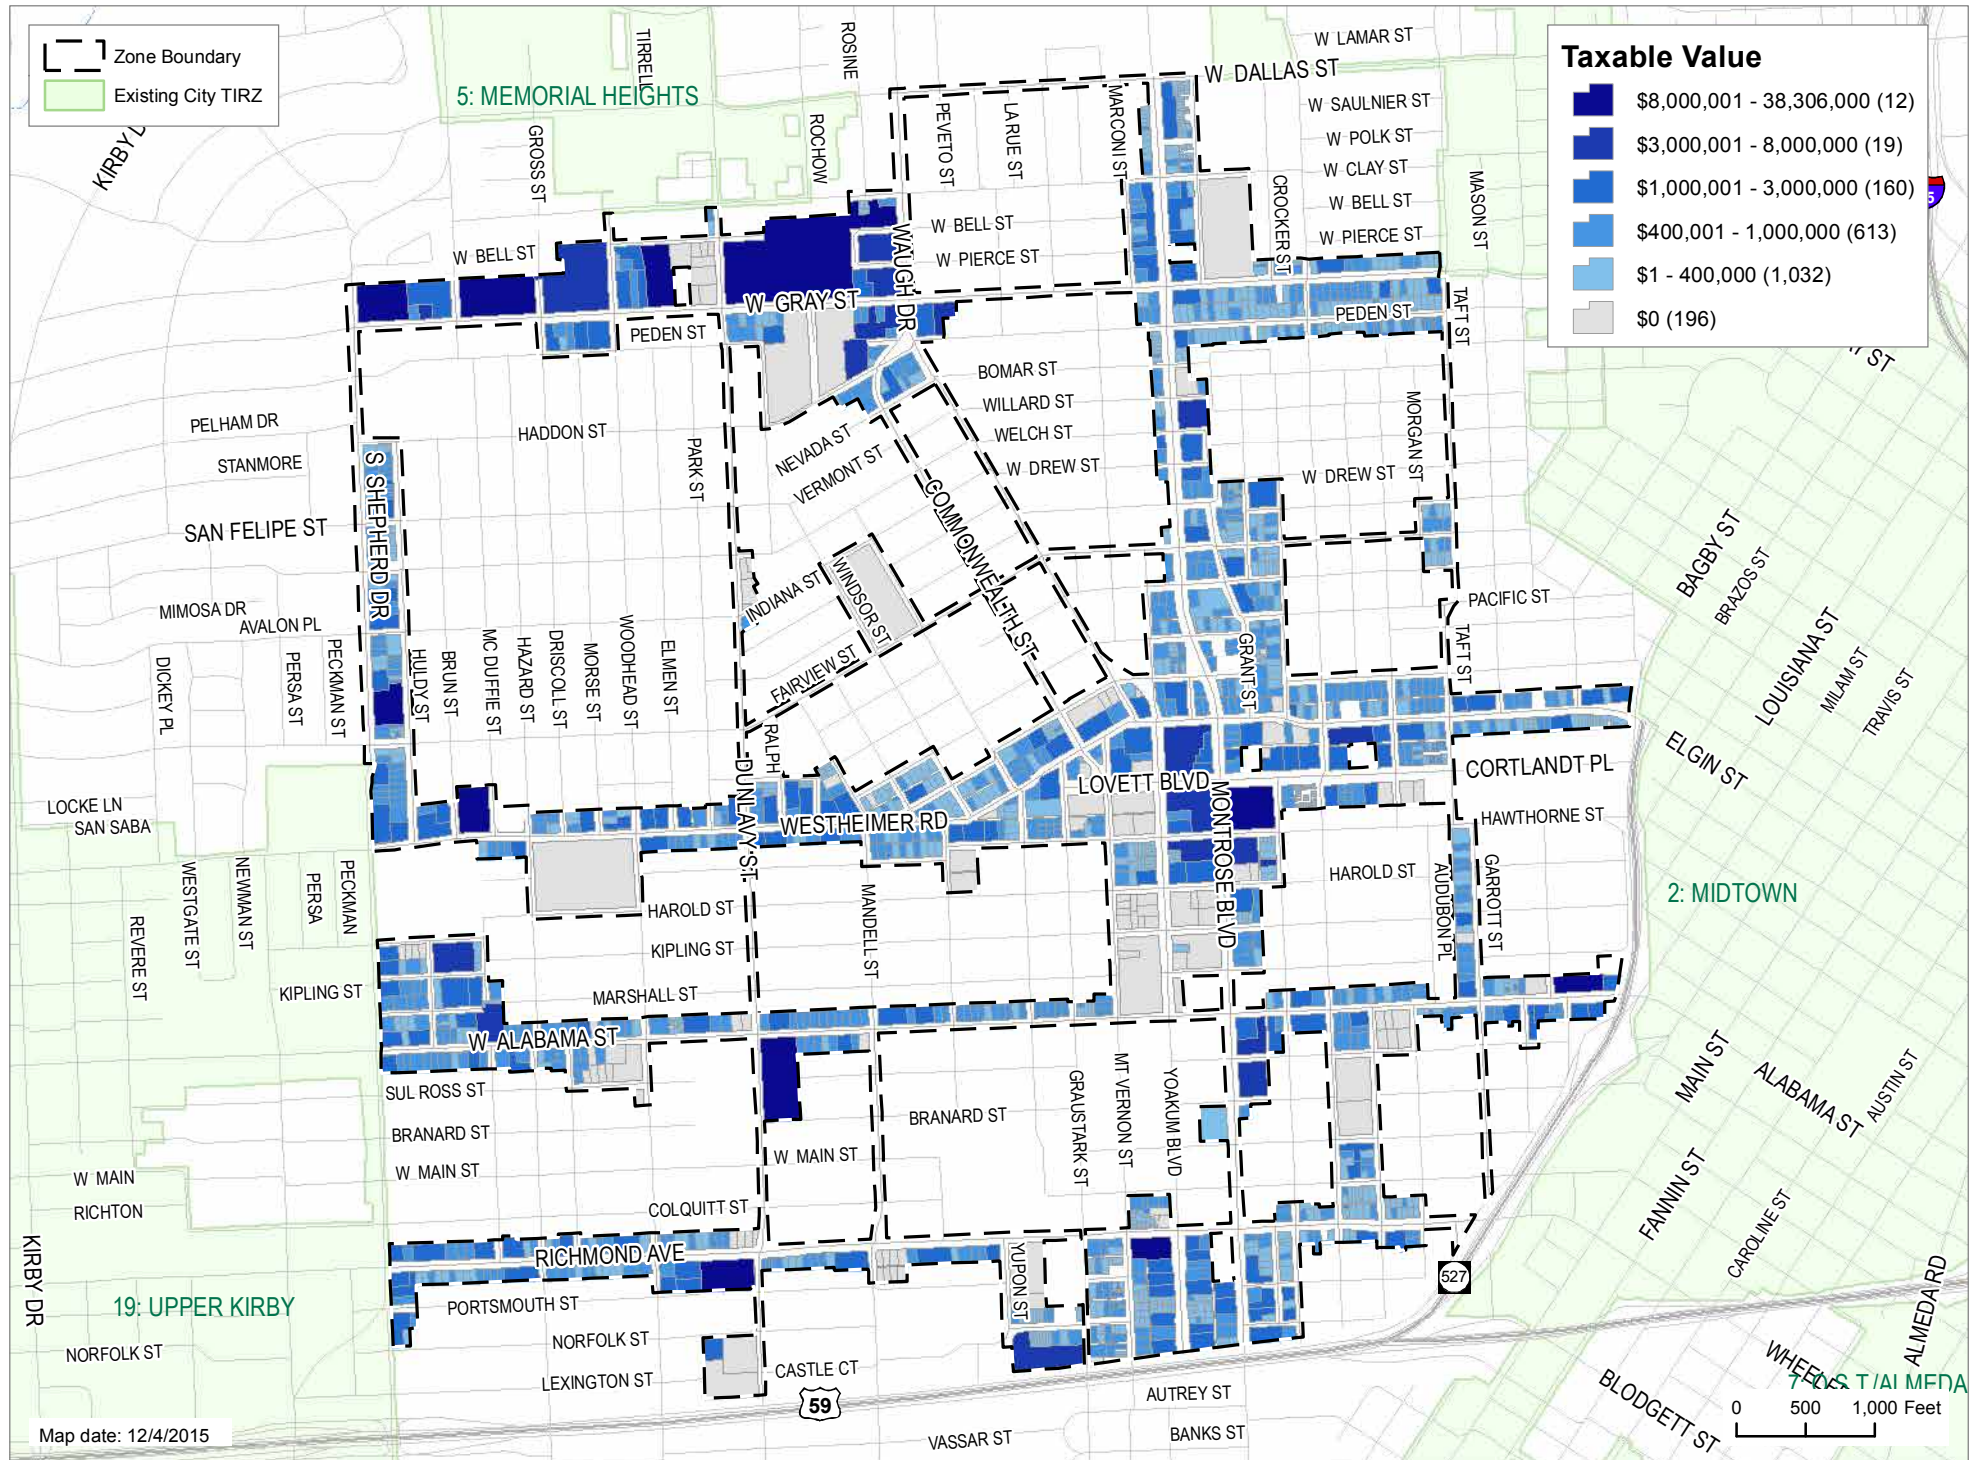 Zone Boundary
Existing City TIRZ
Taxable Value
$8,000,001 - 38,306,000 (12)
$3,000,001 - 8,000,000 (19)
$1,000,001 - 3,000,000 (160)
$400,001 - 1,000,000 (613)
$1 - 400,000 (1,032)
$0 (196)
5: MEMORIAL HEIGHTS
TIRRELL
ROSINE
ROCHOW
GROSS ST
W LAMAR ST
W DALLAS ST
W SAULNIER ST
W POLK ST
W CLAY ST
W BELL ST
W PIERCE ST
PEVETO ST
LA RUE ST
MARCONI ST
CROCKER ST
MASON ST
W BELL ST
W PIERCE ST
W BELL ST
WAUGH DR
W GRAY ST
PEDEN ST
PEDEN ST
TAFT ST
BOMAR ST
WILLARD ST
WELCH ST
W DREW ST
W DREW ST
MORGAN ST
PELHAM DR
STANMORE
HADDON ST
PARK ST
NEVADA ST
VERMONT ST
COMMONWEALTH ST
SAN FELIPE ST
S SHEPHERD DR
INDIANA ST
WINDSOR ST
FAIRVIEW ST
MIMOSA DR
AVALON PL
DICKEY PL
PERSA ST
PECKMAN ST
HULDY ST
BRUN ST
MC DUFFIE ST
HAZARD ST
DRISCOLL ST
MORSE ST
WOODHEAD ST
ELMEN ST
RALPH
DUNLAVY ST
GRANT ST
PACIFIC ST
TAFT ST
BAGBY ST
BRAZOS ST
LOUISIANA ST
MILAM ST
TRAVIS ST
ELGIN ST
CORTLANDT PL
HAWTHORNE ST
LOVETT BLVD
MONTROSE BLVD
WESTHEIMER RD
LOCKE LN
SAN SABA
WESTGATE ST
NEWMAN ST
REVERE ST
PERSA
PECKMAN
HAROLD ST
KIPLING ST
MARSHALL ST
MANDELL ST
HAROLD ST
AUDUBON PL
GARROTT ST
2: MIDTOWN
KIPLING ST
W ALABAMA ST
SUL ROSS ST
BRANARD ST
W MAIN ST
W MAIN
RICHTON
COLQUITT ST
BRANARD ST
W MAIN ST
GRAUSTARK ST
MT VERNON ST
YOAKUM BLVD
MAIN ST
ALABAMA ST
AUSTIN ST
FANNIN ST
CAROLINE ST
ALMEDA RD
KIRBY DR
19: UPPER KIRBY
RICHMOND AVE
PORTSMOUTH ST
NORFOLK ST
NORFOLK ST
LEXINGTON ST
YUPON ST
CASTLE CT
527
59
AUTREY ST
BANKS ST
VASSAR ST
BLODGETT ST
0 500 1,000 Feet
Map date: 12/4/2015